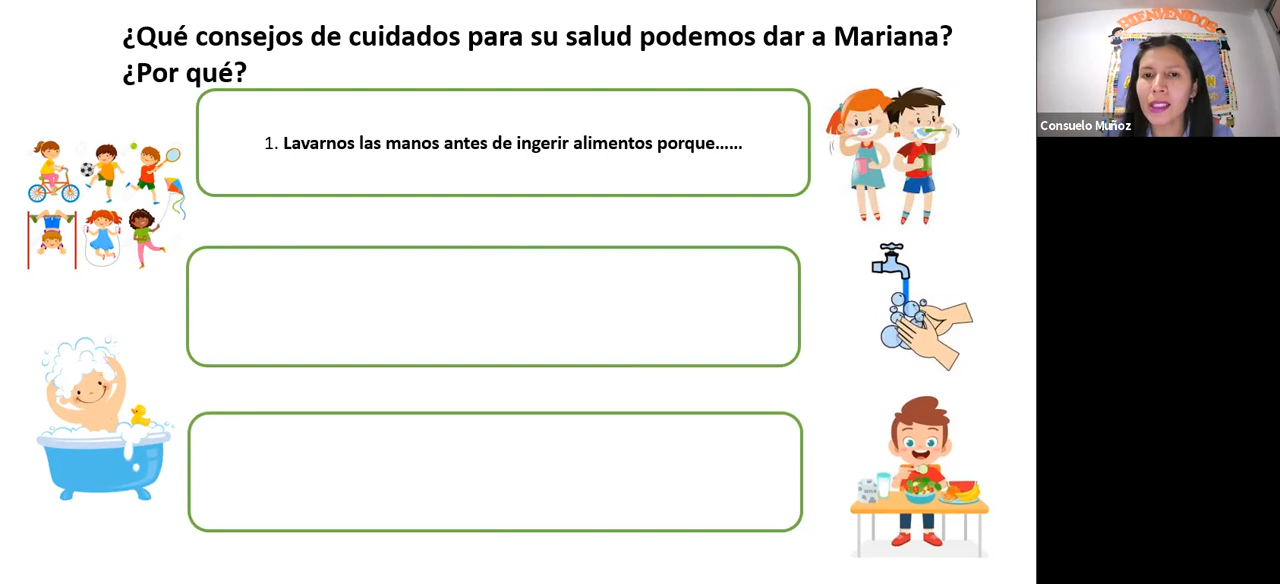 ¿Qué consejos de cuidados para su salud podemos dar a Mariana?
¿Por qué?
1. Lavarnos las manos antes de ingerir alimentos porque......
BIENVENIDOS
Consuelo Muñoz